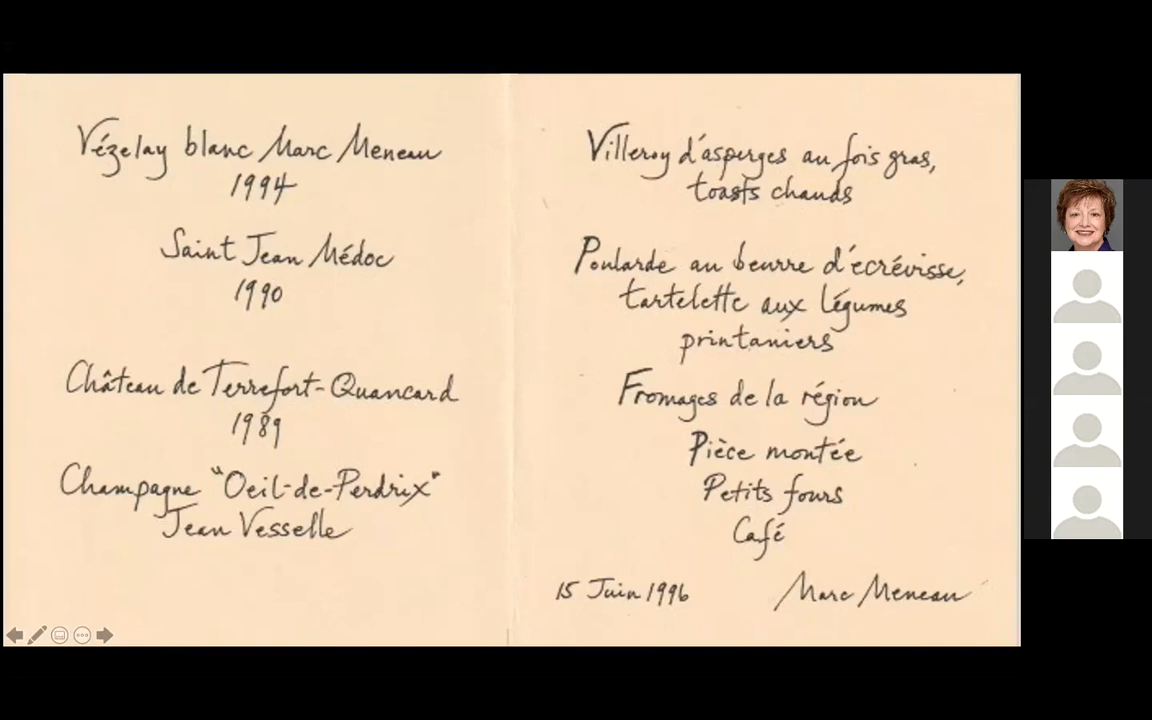 Vézelay blanc Marc Meneau
1994
Saint Jean Médoc
1990
Château de Terrefort-Quancard
1989
Champagne "Oeil-de-Perdrix"
Jean Vesselle
Villeroy d'asperges au fois gras,
toasts chauds
Poularde au beurre d'écrévisse,
tartelette aux légumes
printaniers
Fromages de la région
Pièce montée
Petits fours
Café
15 Juin 1996
Marc Meneau